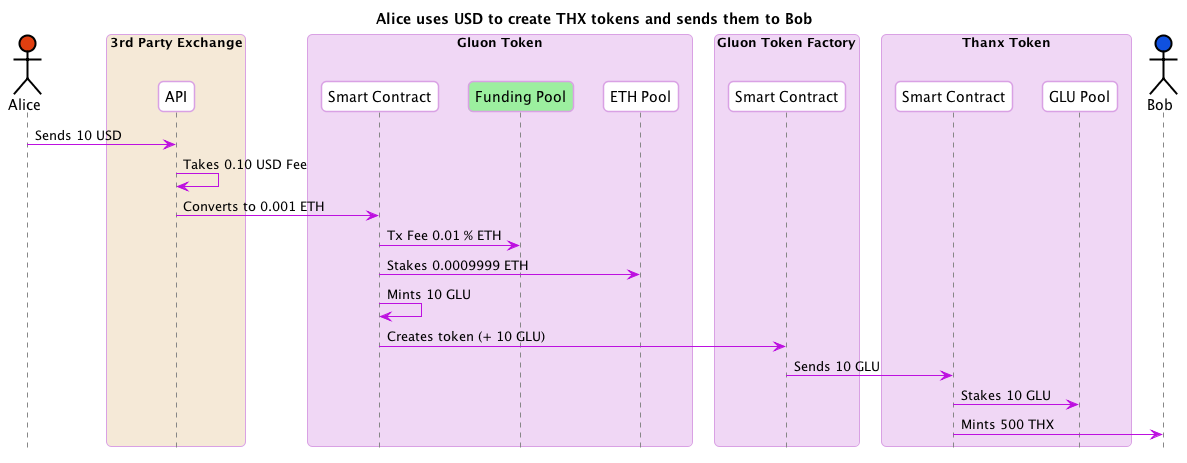 Alice uses USD to create THX tokens and sends them to Bob
3rd Party Exchange
Gluon Token
Gluon Token Factory
Thanx Token
Alice
API
Smart Contract
Funding Pool
ETH Pool
Smart Contract
Smart Contract
GLU Pool
Bob
Sends 10 USD
Takes 0.10 USD Fee
Converts to 0.001 ETH
Tx Fee 0.01 % ETH
Stakes 0.0009999 ETH
Mints 10 GLU
Creates token (+ 10 GLU)
Sends 10 GLU
Stakes 10 GLU
Mints 500 THX